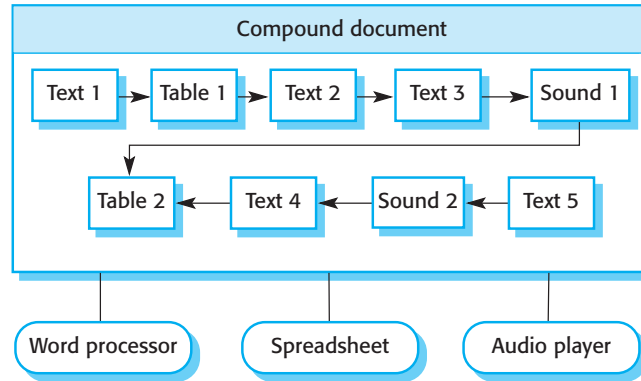 Compound document
Text 1
Table 1
Text 2
Text 3
Sound 1
Table 2
Text 4
Sound 2
Text 5
Word processor
Spreadsheet
Audio player